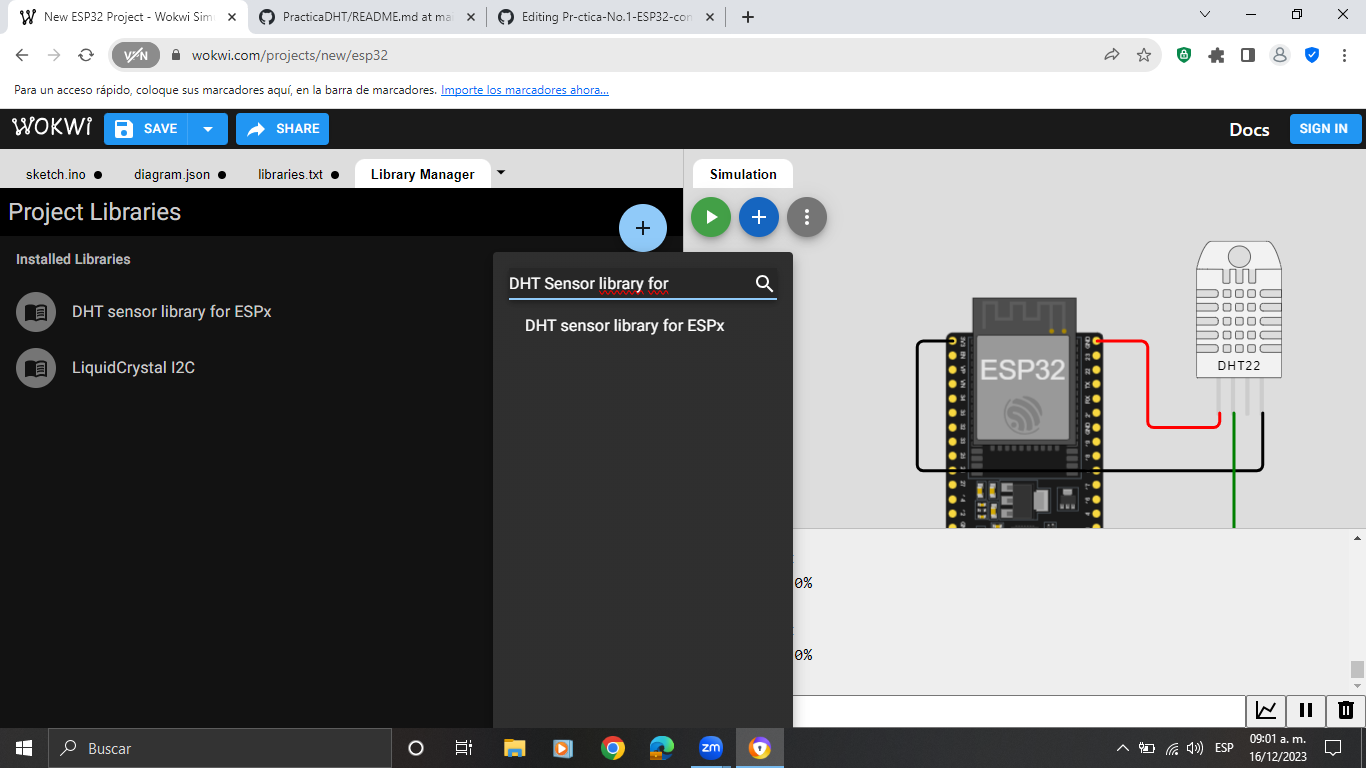 New ESP32 Project - Wokwi Sim
PracticaDHT/README.md at ma
Editing Pr-ctica-No.1-ESP32-con
VPN
wokwi.com/projects/new/esp32
Para un acceso rápido, coloque sus marcadores aquí, en la barra de marcadores. Importe los marcadores ahora...
WOKWi
SAVE
SHARE
Docs
SIGN IN
sketch.ino
diagram.json
libraries.txt
Library Manager
Simulation
Project Libraries
Installed Libraries
DHT sensor library for ESPx
LiquidCrystal I2C
DHT Sensor library for
DHT sensor library for ESPx
ESP32
DHT22
0%
0%
Buscar
zm
ESP
09:01 a. m.
16/12/2023